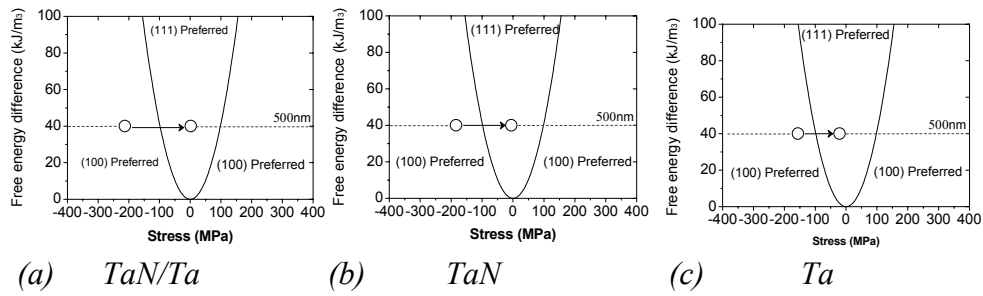 Free energy difference (kJ/m3)
100
80
60
40
20
0
(111) Preferred
500nm
(100) Preferred
(100) Preferred
-400 -300 -200 -100 0 100 200 300 400
Stress (MPa)
(a) TaN/Ta
Free energy difference (kJ/m3)
100
80
60
40
20
0
(111) Preferred
500nm
(100) Preferred
(100) Preferred
-400 -300 -200 -100 0 100 200 300 400
Stress (MPa)
(b) TaN
Free energy difference (kJ/m3)
100
80
60
40
20
0
(111) Preferred
500nm
(100) Preferred
(100) Preferred
-400 -300 -200 -100 0 100 200 300 400
Stress (MPa)
(c) Ta